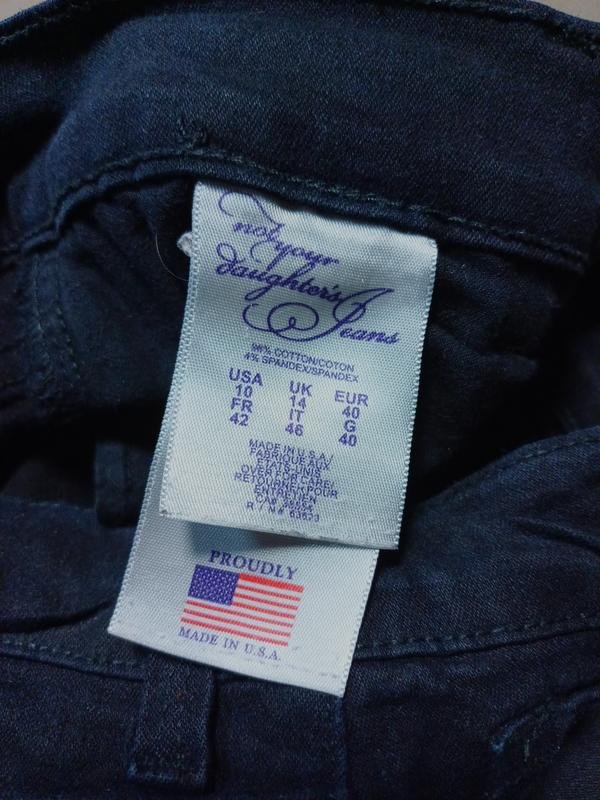 not your
daughter's Jeans
96% COTTON/COTON
4% SPANDEX/SPANDEX
USA UK EUR
10 14 40
FR IT G
42 46 40
MADE IN U.S.A/
FABRIQUE AUX
ETATS-UNIS
OVER FOR CARE/
RETOURNER POUR
ENTRETIEN
CA#
R / N#
PROUDLY
MADE IN U.S.A.